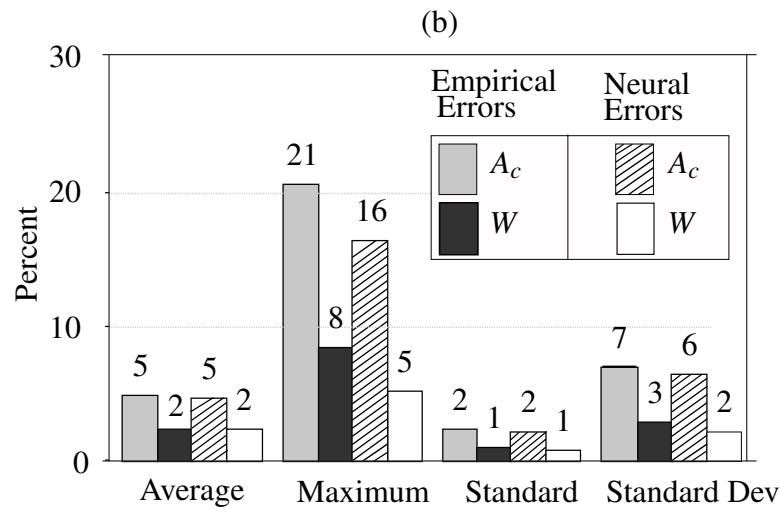 (b)
30
20
10
0
Percent
Empirical Errors
Neural Errors
A_c
A_c
W
W
5
2
5
2
21
8
16
5
2
1
2
1
7
3
6
2
Average
Maximum
Standard
Standard Dev